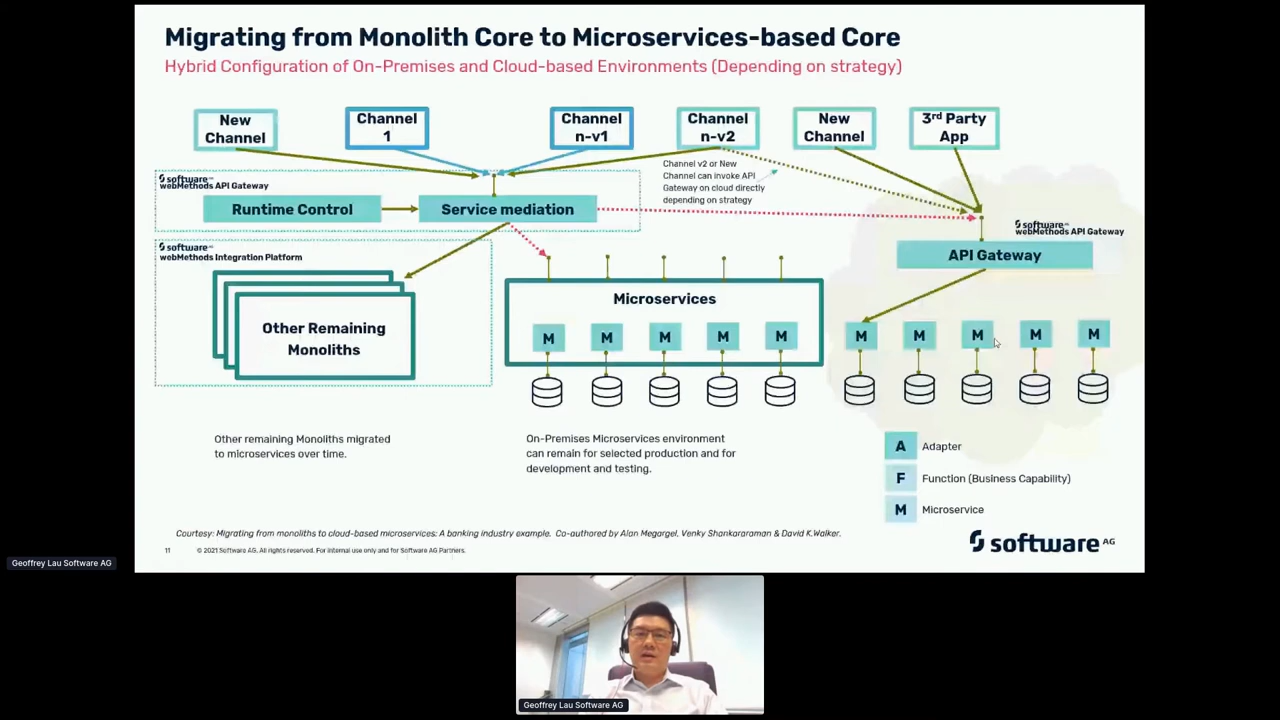 Migrating from Monolith Core to Microservices-based Core
Hybrid Configuration of On-Premises and Cloud-based Environments (Depending on strategy)
New
Channel
Channel
1
Channel
n-v1
Channel
n-v2
New
Channel
3rd Party
App
Channel v2 or New
Channel can invoke API
Gateway on cloud directly
depending on strategy
software AG
webMethods API Gateway
Runtime Control
Service mediation
software AG
webMethods API Gateway
API Gateway
software AG
webMethods Integration Platform
Other Remaining
Monoliths
Microservices
M
M
M
M
M
M
M
M
M
M
Other remaining Monoliths migrated
to microservices over time.
On-Premises Microservices environment
can remain for selected production and for
development and testing.
A Adapter
F Function (Business Capability)
M Microservice
Courtesy: Migrating from monoliths to cloud-based microservices: A banking industry example. Co-authored by Alan Megargel, Venky Shankararaman & David K.Walker.
11 © 2021 Software AG. All rights reserved. For internal use only and for Software AG Partners.
software AG
Geoffrey Lau Software AG
Geoffrey Lau Software AG